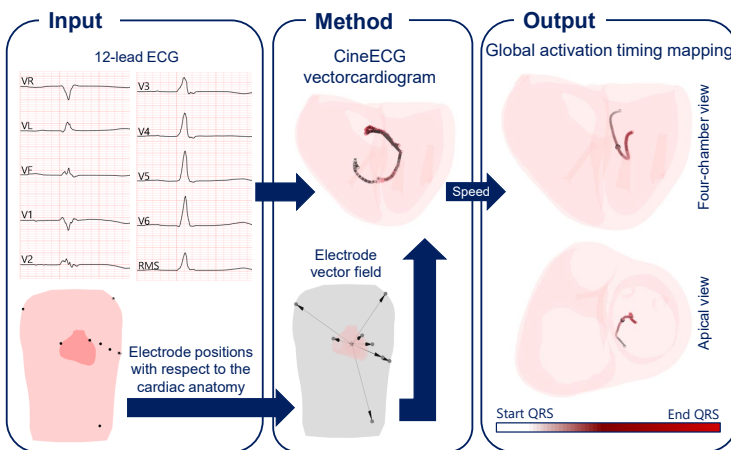 Input
12-lead ECG
VR
VL
VF
V1
V2
V3
V4
V5
V6
RMS
Electrode positions
with respect to the
cardiac anatomy
Method
CineECG
vectorcardiogram
Electrode
vector field
Speed
Output
Global activation timing mapping
Four-chamber view
Apical view
Start QRS
End QRS